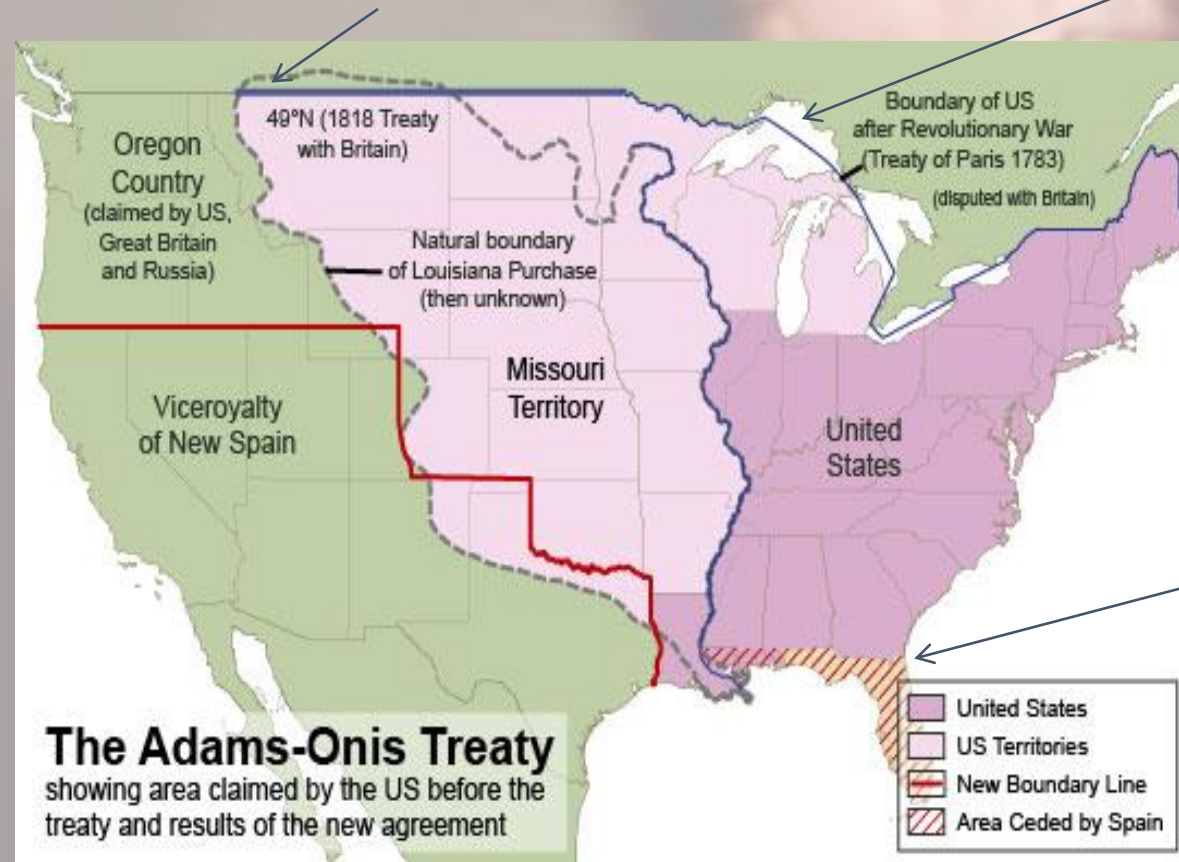 49°N (1818 Treaty
with Britain)
Oregon
Country
(claimed by US,
Great Britain
and Russia)
Boundary of US
after Revolutionary War
(Treaty of Paris 1783)
(disputed with Britain)
Natural boundary
of Louisiana Purchase
(then unknown)
Missouri
Territory
Viceroyalty
of New Spain
United
States
The Adams-Onis Treaty
showing area claimed by the US before the
treaty and results of the new agreement
United States
US Territories
New Boundary Line
Area Ceded by Spain